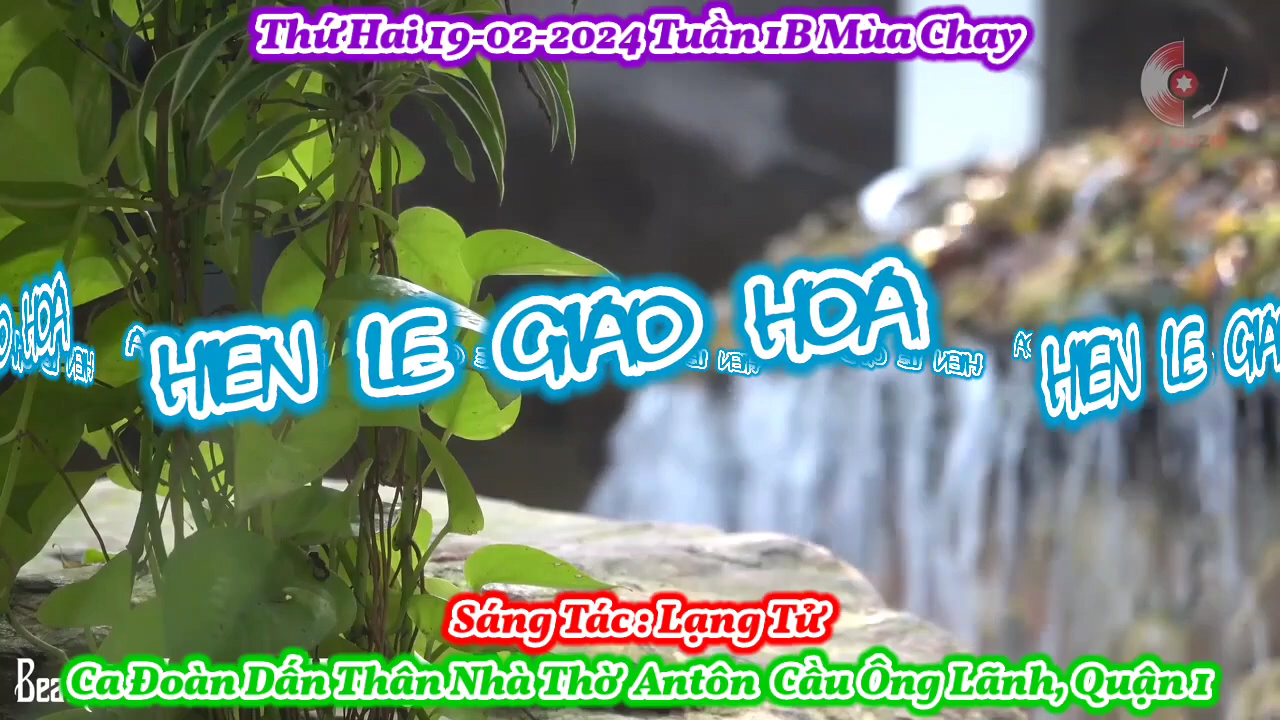 Thứ Hai 19-02-2024 Tuần 1B Mùa Chay
HIEN LE GIAO HOA
Sáng Tác : Lạng Tử
Ca Đoàn Dấn Thân Nhà Thờ Antôn Cầu Ông Lãnh, Quận 1